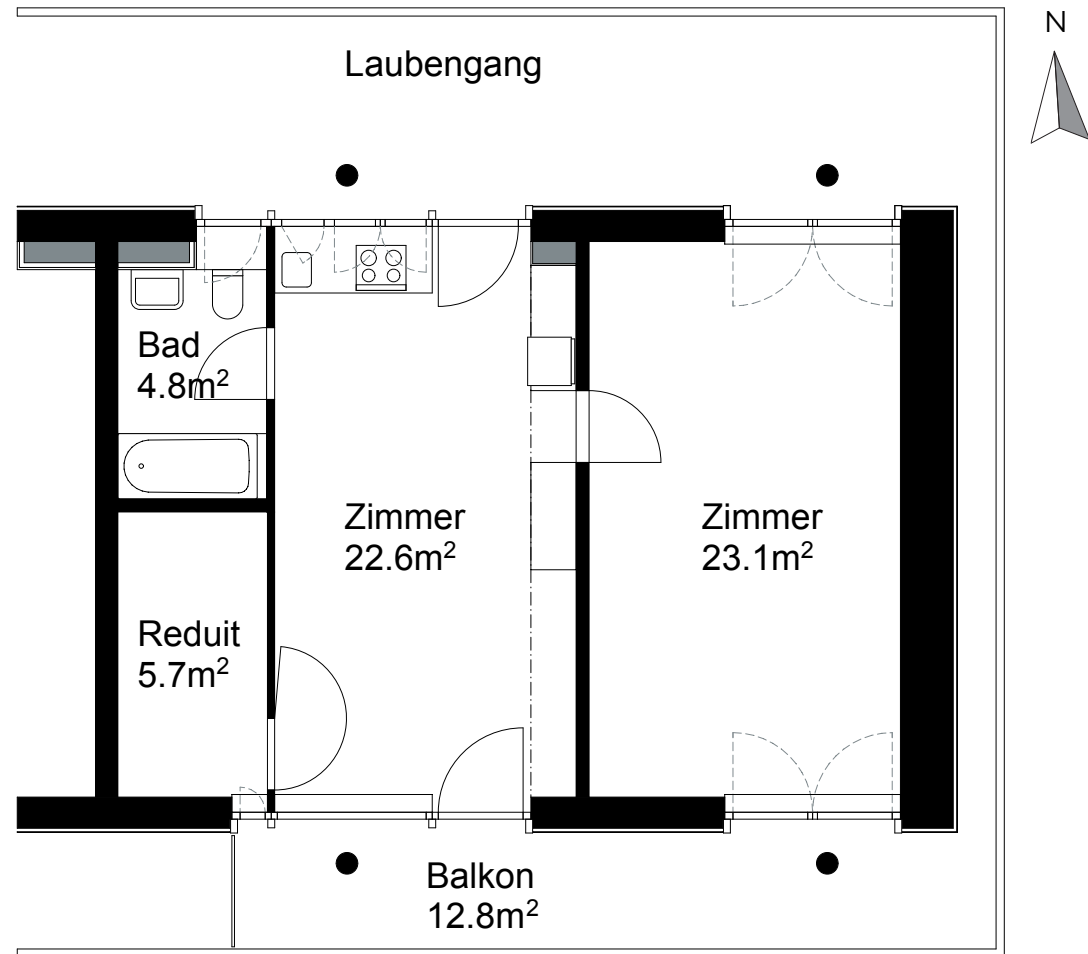 N
Laubengang
Bad
4.8m²
Zimmer
22.6m²
Zimmer
23.1m²
Reduit
5.7m²
Balkon
12.8m²